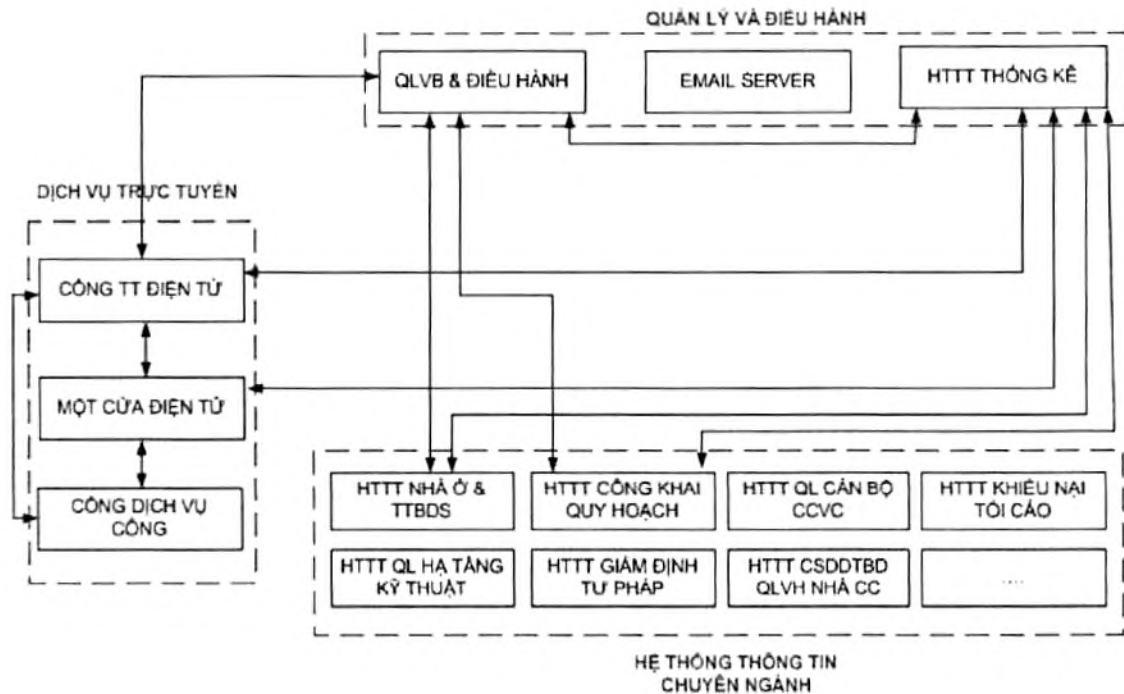 QUẢN LÝ VÀ ĐIỀU HÀNH
QLVB & ĐIỀU HÀNH
EMAIL SERVER
HTTT THỐNG KÊ
DỊCH VỤ TRỰC TUYẾN
CỔNG TT ĐIỆN TỬ
MỘT CỬA ĐIỆN TỬ
CỔNG DỊCH VỤ
CÔNG
HTTT NHÀ Ở &
TTBDS
HTTT CÔNG KHAI
QUY HOẠCH
HTTT QL CÁN BỘ
CCVC
HTTT KHIẾU NẠI
TỐI CÁO
HTTT QL HẠ TẦNG
KỸ THUẬT
HTTT GIÁM ĐỊNH
TƯ PHÁP
HTTT CSDDTBD
QLVH NHÀ CC
....
HỆ THỐNG THÔNG TIN
CHUYÊN NGÀNH